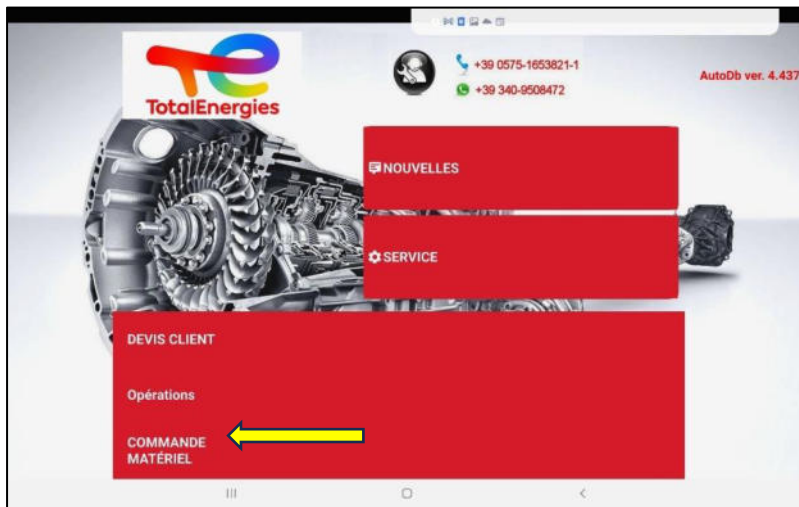 TotalEnergies
+39 0575-1653821-1
+39 340-9508472
AutoDb ver. 4.437
NOUVELLES
SERVICE
DEVIS CLIENT
Opérations
COMMANDE
MATÉRIEL